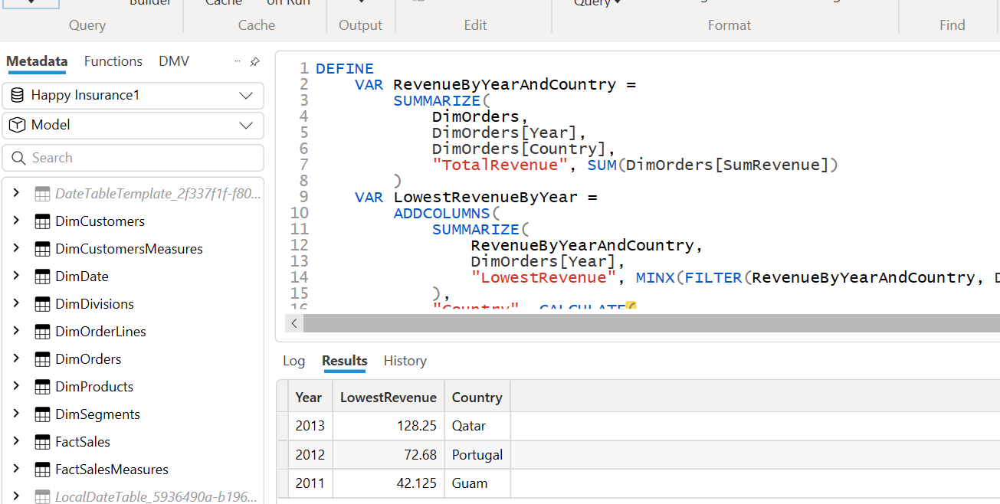 Builder Cache on Run Query
Query Cache Output Edit Format Find
Metadata Functions DMV
Happy Insurance1
Model
Search
DateTableTemplate_2f337f1f-f80...
DimCustomers
DimCustomersMeasures
DimDate
DimDivisions
DimOrderLines
DimOrders
DimProducts
DimSegments
FactSales
FactSalesMeasures
LocalDateTable_5936490a-b196...
1 DEFINE
2 VAR RevenueByYearAndCountry =
3 SUMMARIZE(
4 DimOrders,
5 DimOrders[Year],
6 DimOrders[Country],
7 "TotalRevenue", SUM(DimOrders[SumRevenue])
8 )
9 VAR LowestRevenueByYear =
10 ADDCOLUMNS(
11 SUMMARIZE(
12 RevenueByYearAndCountry,
13 DimOrders[Year],
14 "LowestRevenue", MINX(FILTER(RevenueByYearAndCountry, D
15 ),
16 "Country", CALCULATE(
Log Results History
Year LowestRevenue Country
2013 128.25 Qatar
2012 72.68 Portugal
2011 42.125 Guam